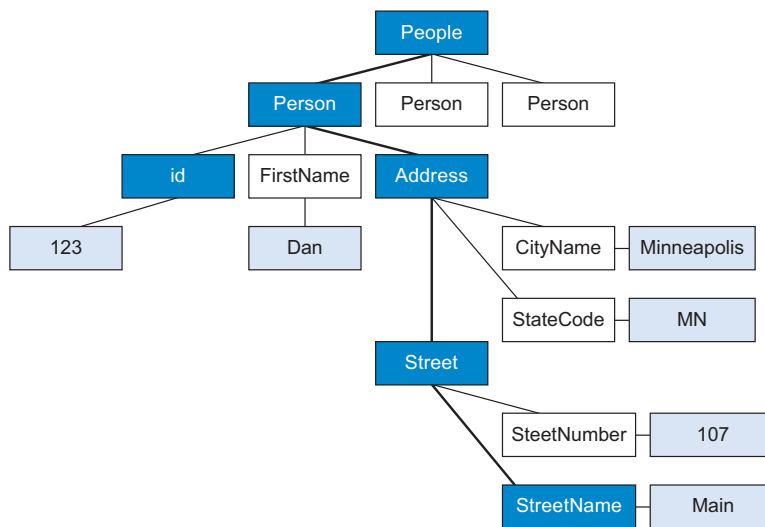 People
Person
Person
Person
id
FirstName
Address
123
Dan
CityName
Minneapolis
StateCode
MN
Street
SteetNumber
107
StreetName
Main